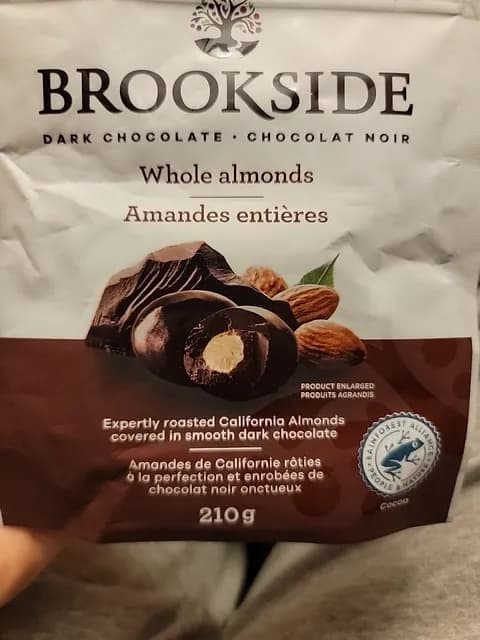 BROOKSIDE
DARK CHOCOLATE · CHOCOLAT NOIR
Whole almonds
Amandes entières
PRODUCT ENLARGED
PRODUITS AGRANDIS
Expertly roasted California Almonds
covered in smooth dark chocolate
Amandes de Californie rôties
à la perfection et enrobées de
chocolat noir onctueux
210 g
RAINFOREST ALLIANCE
PEOPLE & NATURE
Cocoa